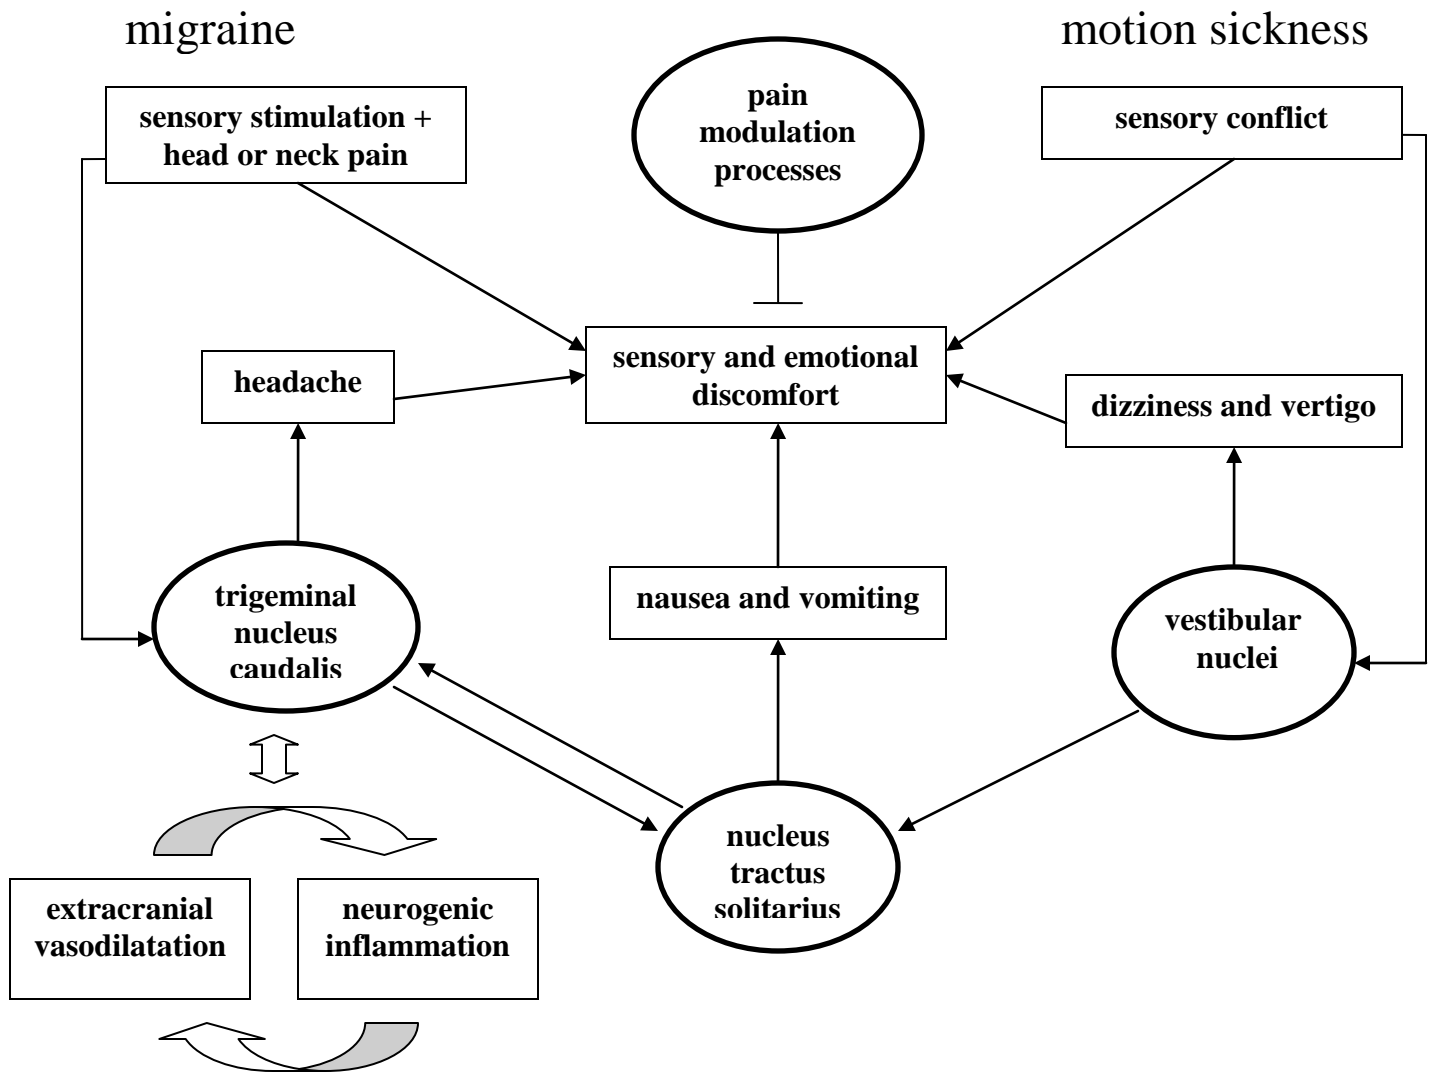 migraine
motion sickness
sensory stimulation +
head or neck pain
pain
modulation
processes
sensory conflict
headache
sensory and emotional
discomfort
dizziness and vertigo
trigeminal
nucleus
caudalis
nausea and vomiting
vestibular
nuclei
nucleus
tractus
solitarius
extracranial
vasodilatation
neurogenic
inflammation